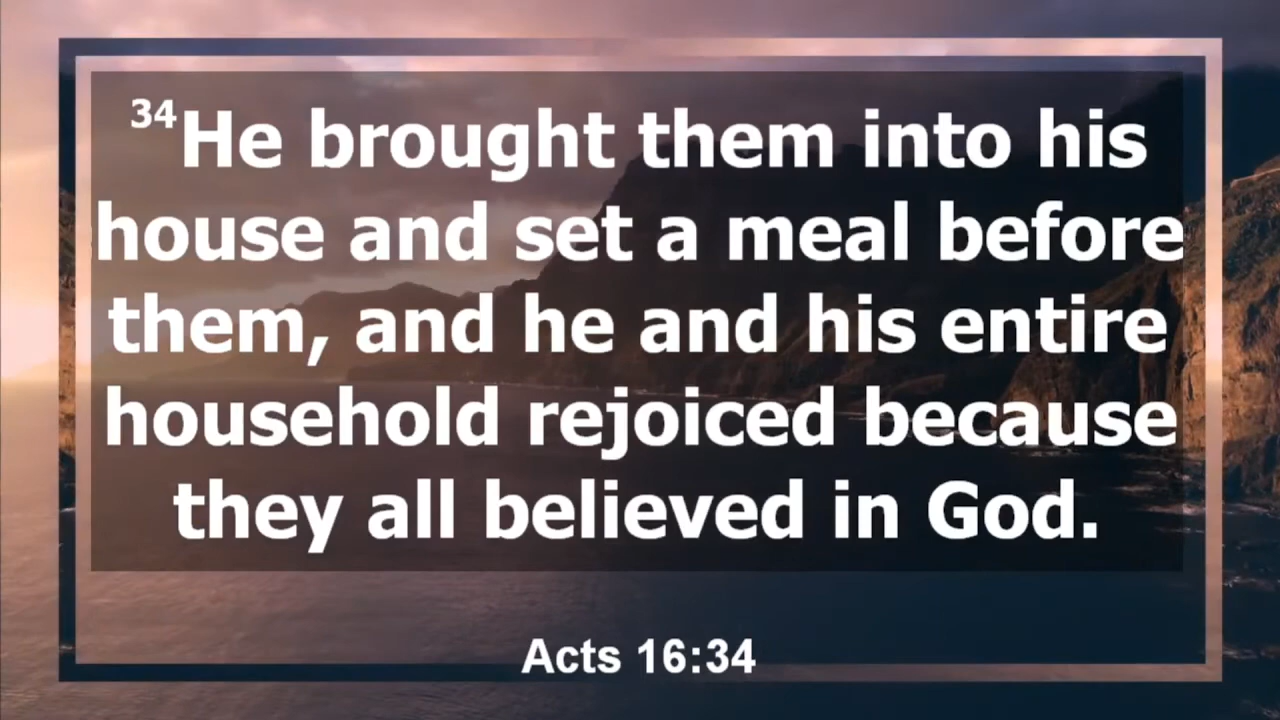 34He brought them into his
house and set a meal before
them, and he and his entire
household rejoiced because
they all believed in God.
Acts 16:34